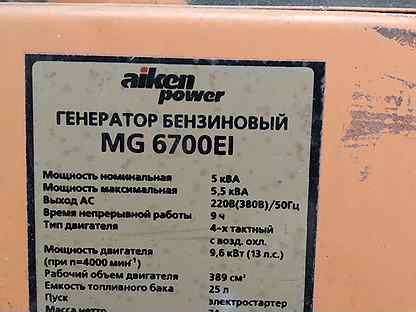 aiken
power
ГЕНЕРАТОР БЕНЗИНОВЫЙ
MG 6700EI
Мощность номинальная 5 кВА
Мощность максимальная 5,5 кВА
Выход АС 220В(380В)/50Гц
Время непрерывной работы 9 ч
Тип двигателя 4-х тактный
с возд. охл.
Мощность двигателя 9,6 кВт (13 л.с.)
(при n=4000 мин⁻¹)
Рабочий объем двигателя 389 см³
Емкость топливного бака 25 л
Пуск электростартер
Масса нетто